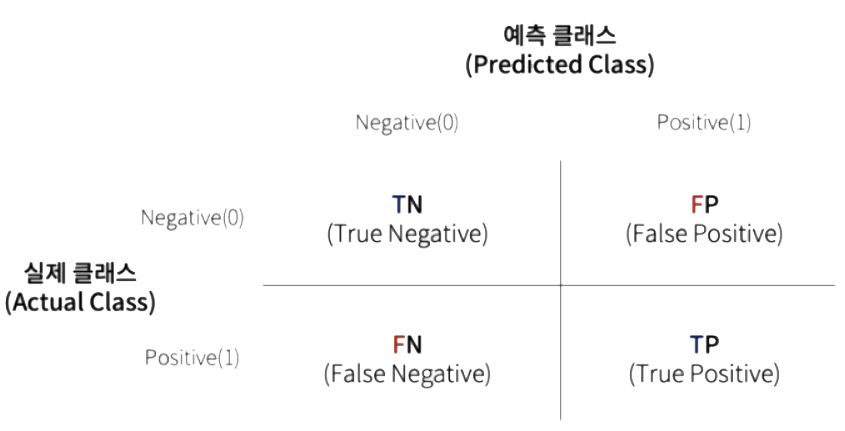 예측 클래스
(Predicted Class)
Negative(0)
Positive(1)
Negative(0)
TN
(True Negative)
FP
(False Positive)
실제 클래스
(Actual Class)
Positive(1)
FN
(False Negative)
TP
(True Positive)